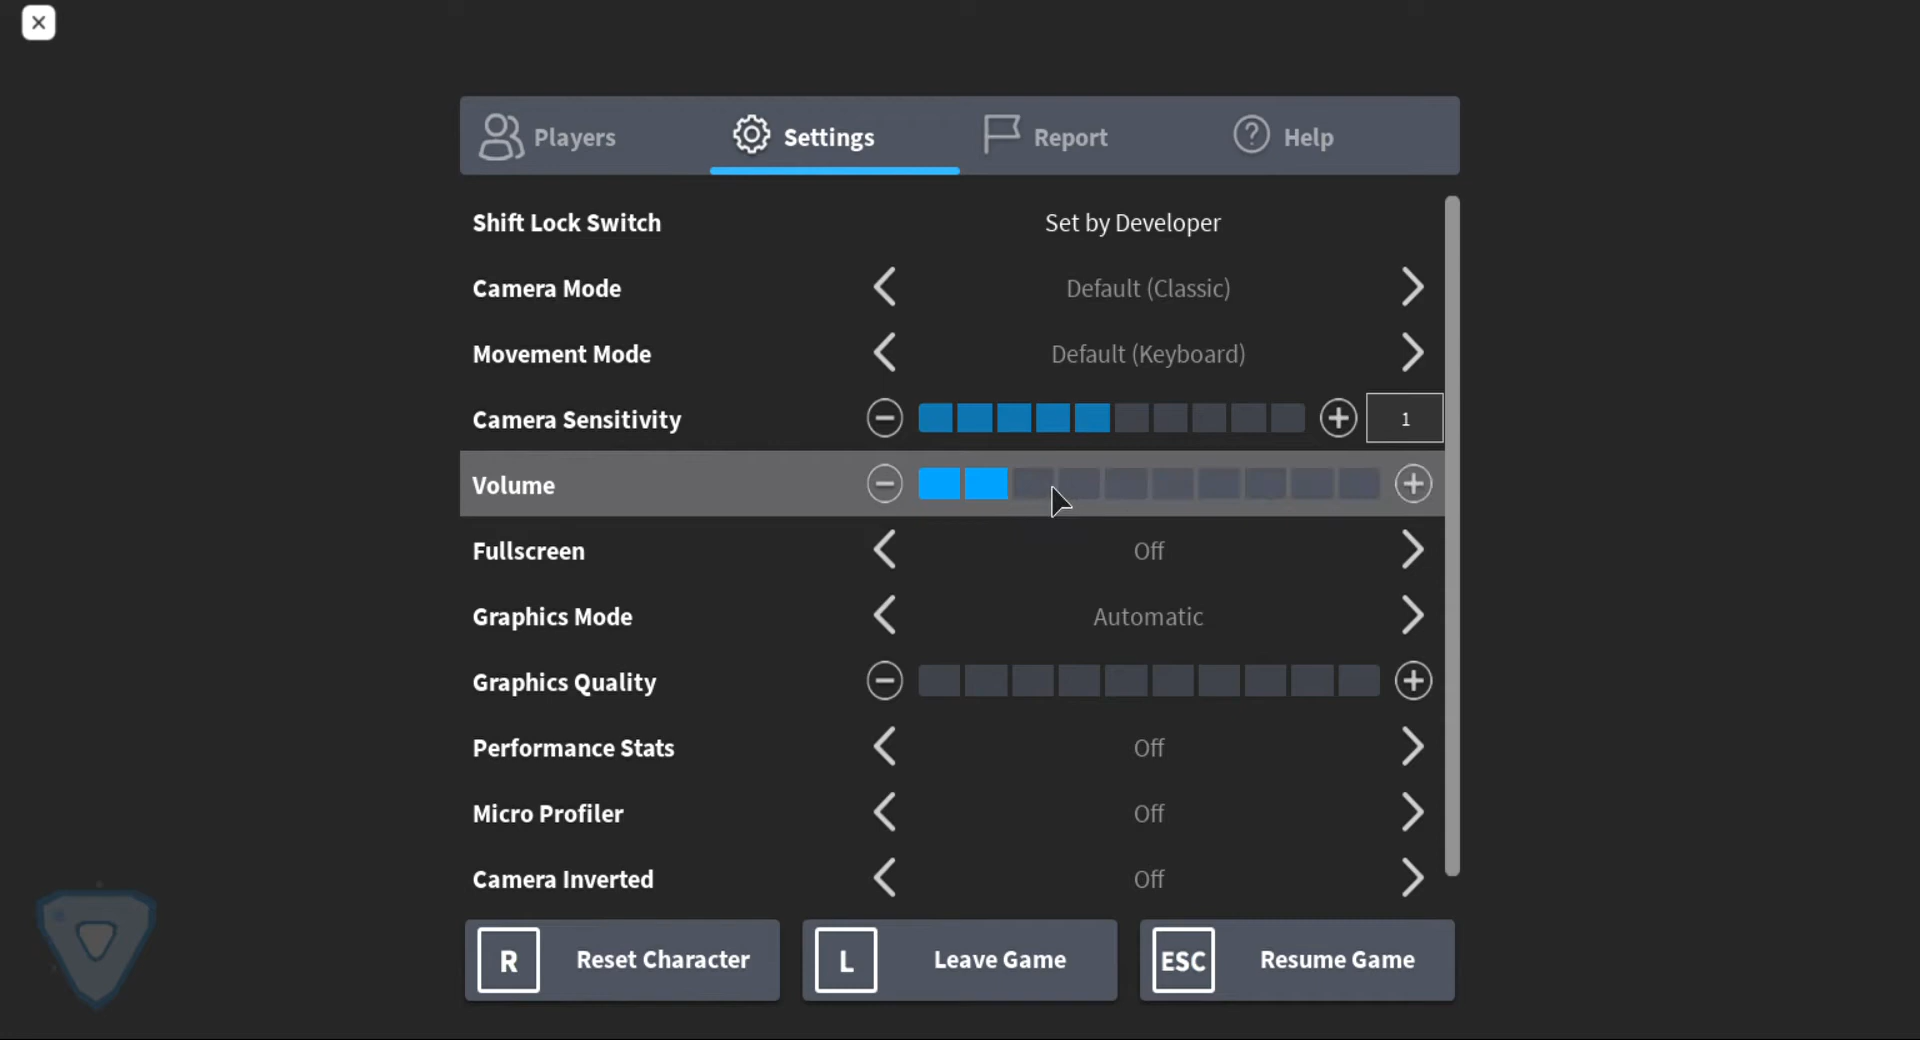 Players Settings Report Help
Shift Lock Switch Set by Developer
Camera Mode Default (Classic)
Movement Mode Default (Keyboard)
Camera Sensitivity 1
Volume
Fullscreen Off
Graphics Mode Automatic
Graphics Quality
Performance Stats Off
Micro Profiler Off
Camera Inverted Off
R Reset Character L Leave Game ESC Resume Game